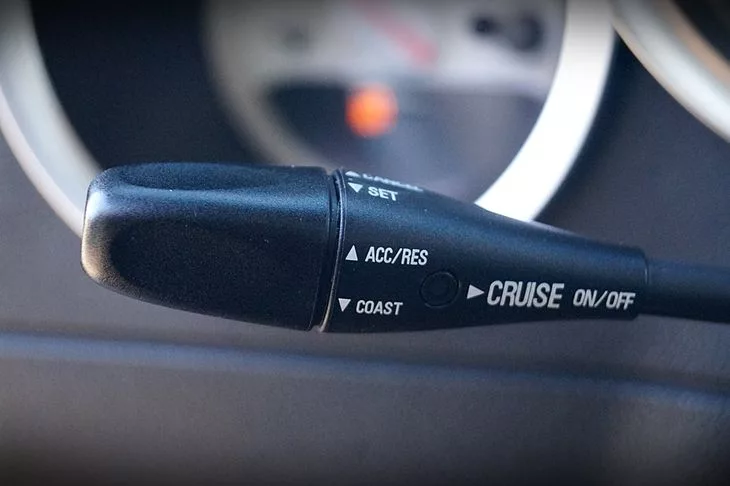 ▼ SET
▲ ACC/RES
▼ COAST
▶ CRUISE ON/OFF